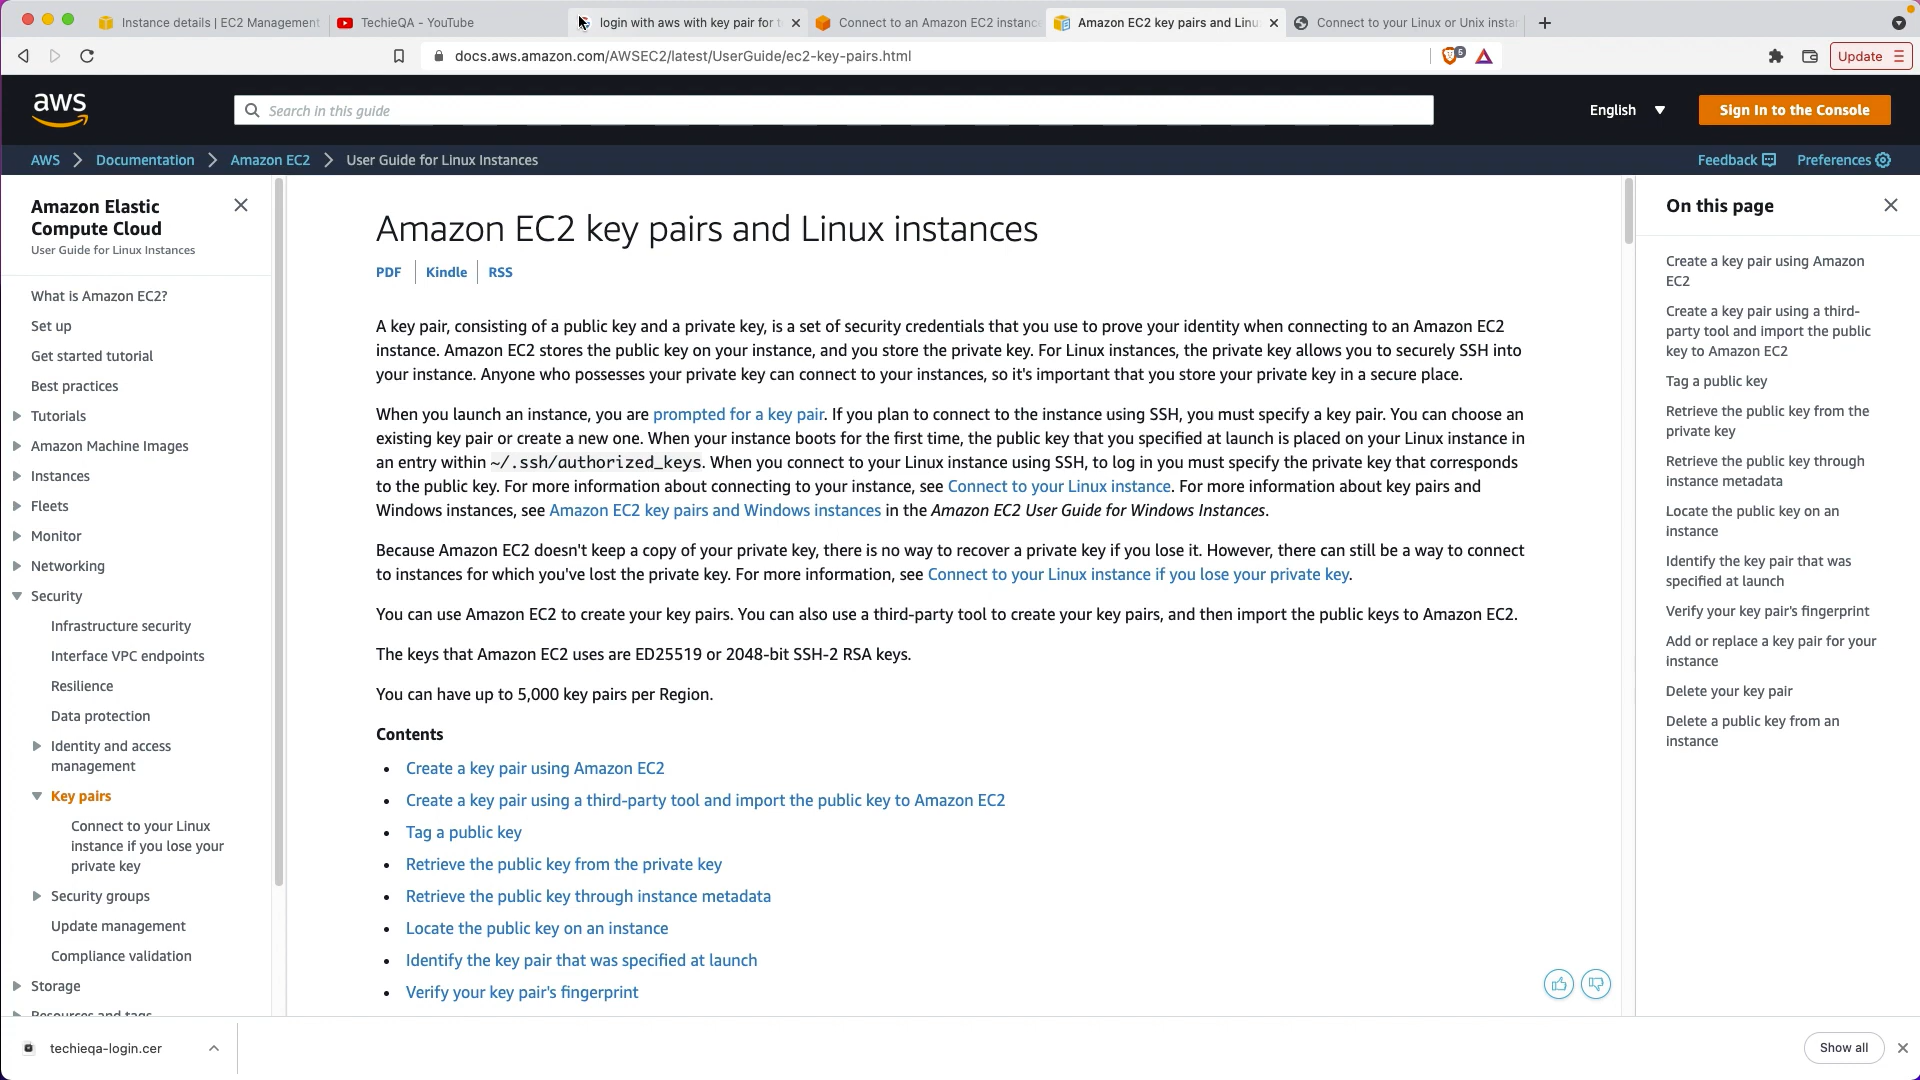 Instance details | EC2 Management
TechieQA - YouTube
login with aws with key pair for
Connect to an Amazon EC2 instanc
Amazon EC2 key pairs and Linu
Connect to your Linux or Unix insta
docs.aws.amazon.com/AWSEC2/latest/UserGuide/ec2-key-pairs.html
5
Update
aws
Search in this guide
English
Sign In to the Console
AWS
Documentation
Amazon EC2
User Guide for Linux Instances
Feedback
Preferences
Amazon Elastic
Compute Cloud
User Guide for Linux Instances
What is Amazon EC2?
Set up
Get started tutorial
Best practices
Tutorials
Amazon Machine Images
Instances
Fleets
Monitor
Networking
Security
Infrastructure security
Interface VPC endpoints
Resilience
Data protection
Identity and access
management
Key pairs
Connect to your Linux
instance if you lose your
private key
Security groups
Update management
Compliance validation
Storage
Resources and tags
Amazon EC2 key pairs and Linux instances
PDF
Kindle
RSS
A key pair, consisting of a public key and a private key, is a set of security credentials that you use to prove your identity when connecting to an Amazon EC2
instance. Amazon EC2 stores the public key on your instance, and you store the private key. For Linux instances, the private key allows you to securely SSH into
your instance. Anyone who possesses your private key can connect to your instances, so it's important that you store your private key in a secure place.
When you launch an instance, you are prompted for a key pair. If you plan to connect to the instance using SSH, you must specify a key pair. You can choose an
existing key pair or create a new one. When your instance boots for the first time, the public key that you specified at launch is placed on your Linux instance in
an entry within ~/.ssh/authorized_keys. When you connect to your Linux instance using SSH, to log in you must specify the private key that corresponds
to the public key. For more information about connecting to your instance, see Connect to your Linux instance. For more information about key pairs and
Windows instances, see Amazon EC2 key pairs and Windows instances in the Amazon EC2 User Guide for Windows Instances.
Because Amazon EC2 doesn't keep a copy of your private key, there is no way to recover a private key if you lose it. However, there can still be a way to connect
to instances for which you've lost the private key. For more information, see Connect to your Linux instance if you lose your private key.
You can use Amazon EC2 to create your key pairs. You can also use a third-party tool to create your key pairs, and then import the public keys to Amazon EC2.
The keys that Amazon EC2 uses are ED25519 or 2048-bit SSH-2 RSA keys.
You can have up to 5,000 key pairs per Region.
Contents
Create a key pair using Amazon EC2
Create a key pair using a third-party tool and import the public key to Amazon EC2
Tag a public key
Retrieve the public key from the private key
Retrieve the public key through instance metadata
Locate the public key on an instance
Identify the key pair that was specified at launch
Verify your key pair's fingerprint
On this page
Create a key pair using Amazon
EC2
Create a key pair using a third-
party tool and import the public
key to Amazon EC2
Tag a public key
Retrieve the public key from the
private key
Retrieve the public key through
instance metadata
Locate the public key on an
instance
Identify the key pair that was
specified at launch
Verify your key pair's fingerprint
Add or replace a key pair for your
instance
Delete your key pair
Delete a public key from an
instance
techieqa-login.cer
Show all